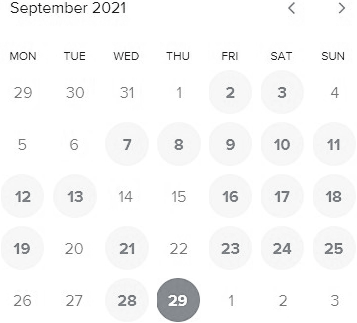 September 2021
MON TUE WED THU FRI SAT SUN
29 30 31 1 2 3 4
5 6 7 8 9 10 11
12 13 14 15 16 17 18
19 20 21 22 23 24 25
26 27 28 29 1 2 3